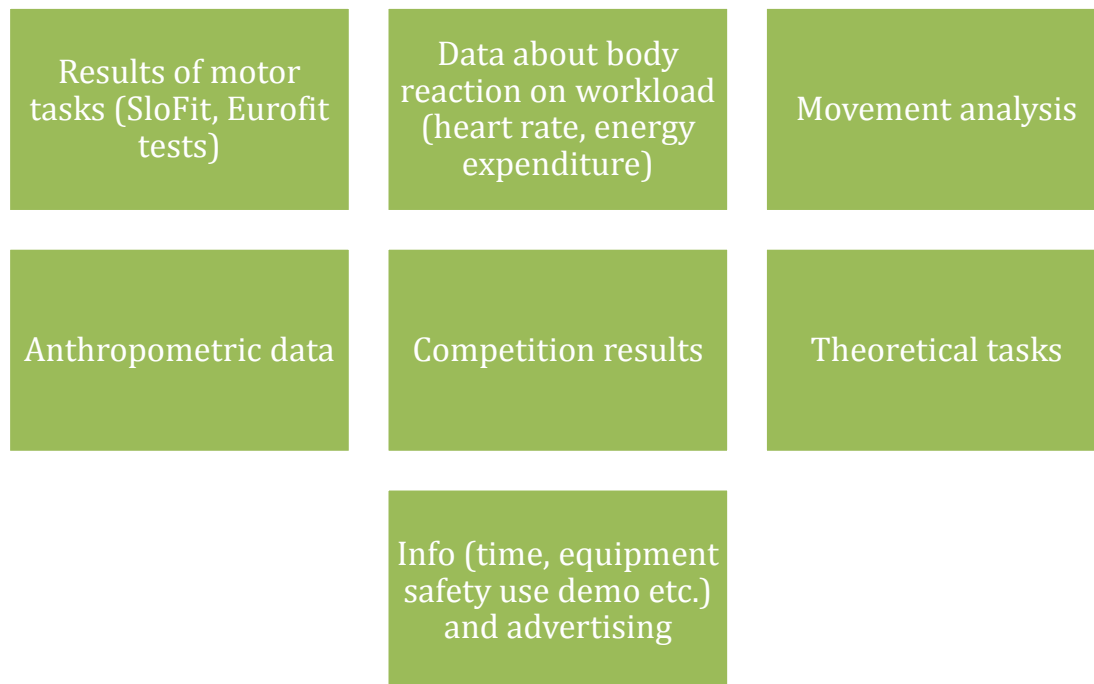 Results of motor
tasks (SloFit, Eurofit
tests)
Data about body
reaction on workload
(heart rate, energy
expenditure)
Movement analysis
Anthropometric data
Competition results
Theoretical tasks
Info (time, equipment
safety use demo etc.)
and advertising